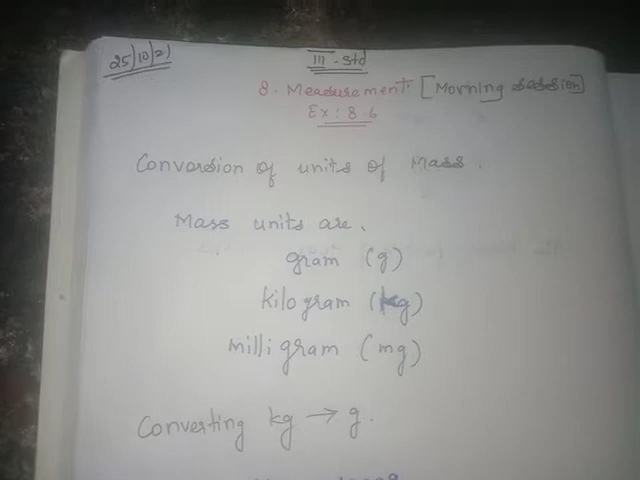 25/10/21
III - Std
8. Measurement. [Morning session]
Ex: 8.6
Conversion of units of Mass.
Mass units are.
gram (g)
kilogram (kg)
Milligram (mg)
Converting kg → g.